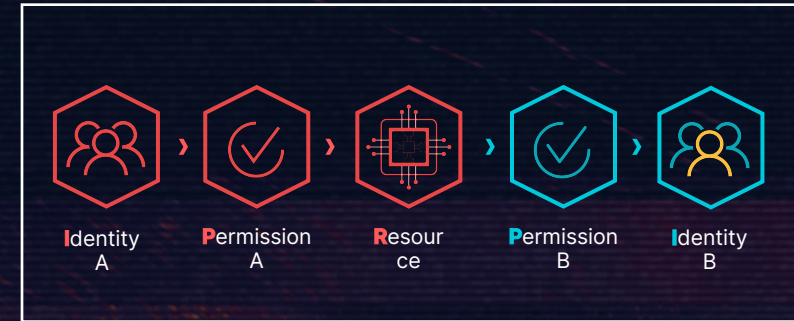 Identity
A
Permission
A
Resour
ce
Permission
B
Identity
B